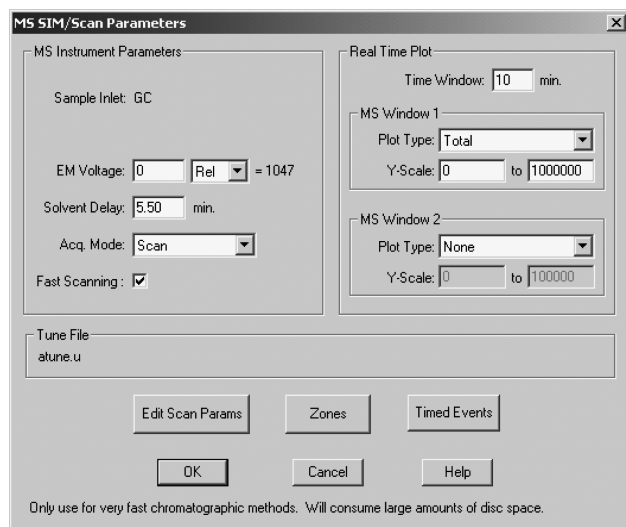 MS SIM/Scan Parameters
MS Instrument Parameters
Sample Inlet: GC
EM Voltage: 0 Rel = 1047
Solvent Delay: 5.50 min.
Acq. Mode: Scan
Fast Scanning :
Real Time Plot
Time Window: 10 min.
MS Window 1
Plot Type: Total
Y-Scale: 0 to 1000000
MS Window 2
Plot Type: None
Y-Scale: 0 to 100000
Tune File
atune.u
Edit Scan Params Zones Timed Events
OK Cancel Help
Only use for very fast chromatographic methods. Will consume large amounts of disc space.